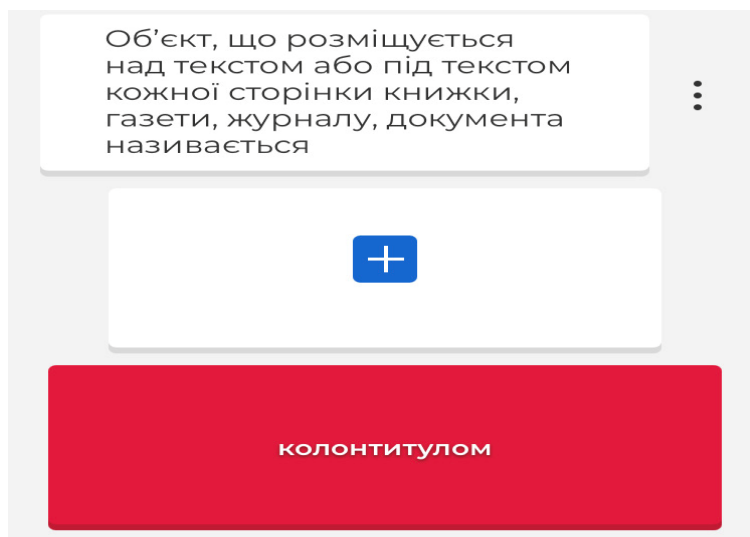 Об’єкт, що розміщується
над текстом або під текстом
кожної сторінки книжки,
газети, журналу, документа
називається
колонтитулом